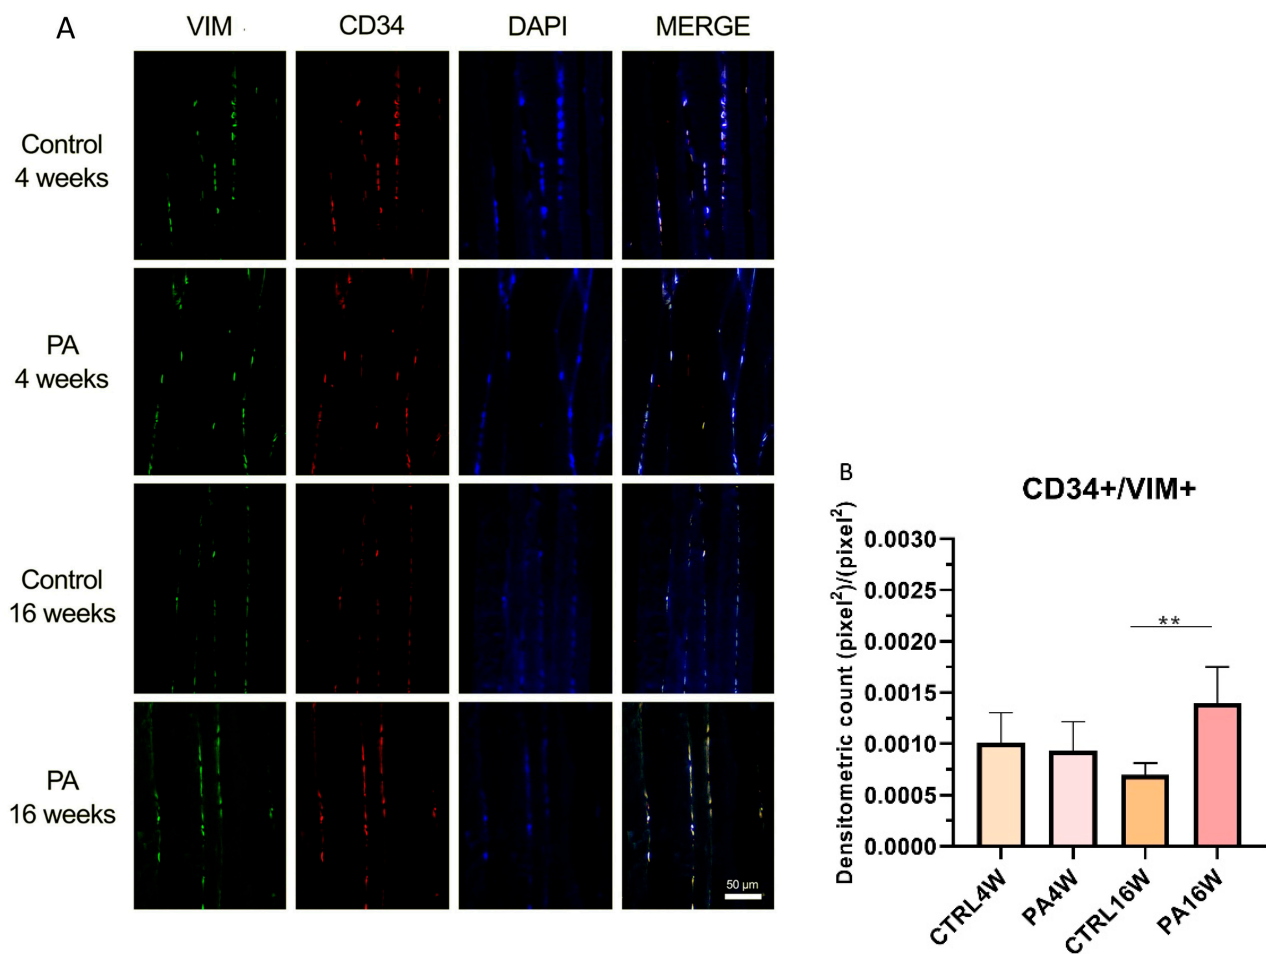 A
VIM
CD34
DAPI
MERGE
Control
4 weeks
PA
4 weeks
Control
16 weeks
PA
16 weeks
50 µm
B
CD34+/VIM+
Densitometric count (pixel²)/(pixel²)
0.0030
0.0025
0.0020
0.0015
0.0010
0.0005
0.0000
**
CTRL4W
PA4W
CTRL16W
PA16W